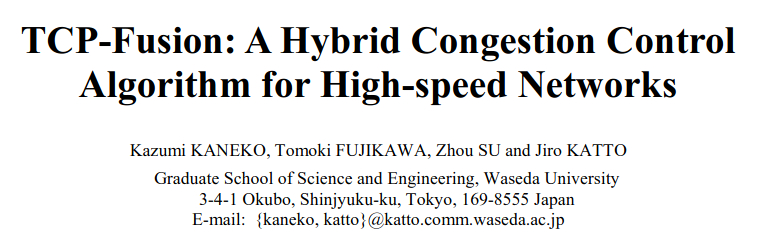 TCP-Fusion: A Hybrid Congestion Control
Algorithm for High-speed Networks
Kazumi KANEKO, Tomoki FUJIKAWA, Zhou SU and Jiro KATTO
Graduate School of Science and Engineering, Waseda University
3-4-1 Okubo, Shinjyuku-ku, Tokyo, 169-8555 Japan
E-mail: {kaneko, katto}@katto.comm.waseda.ac.jp